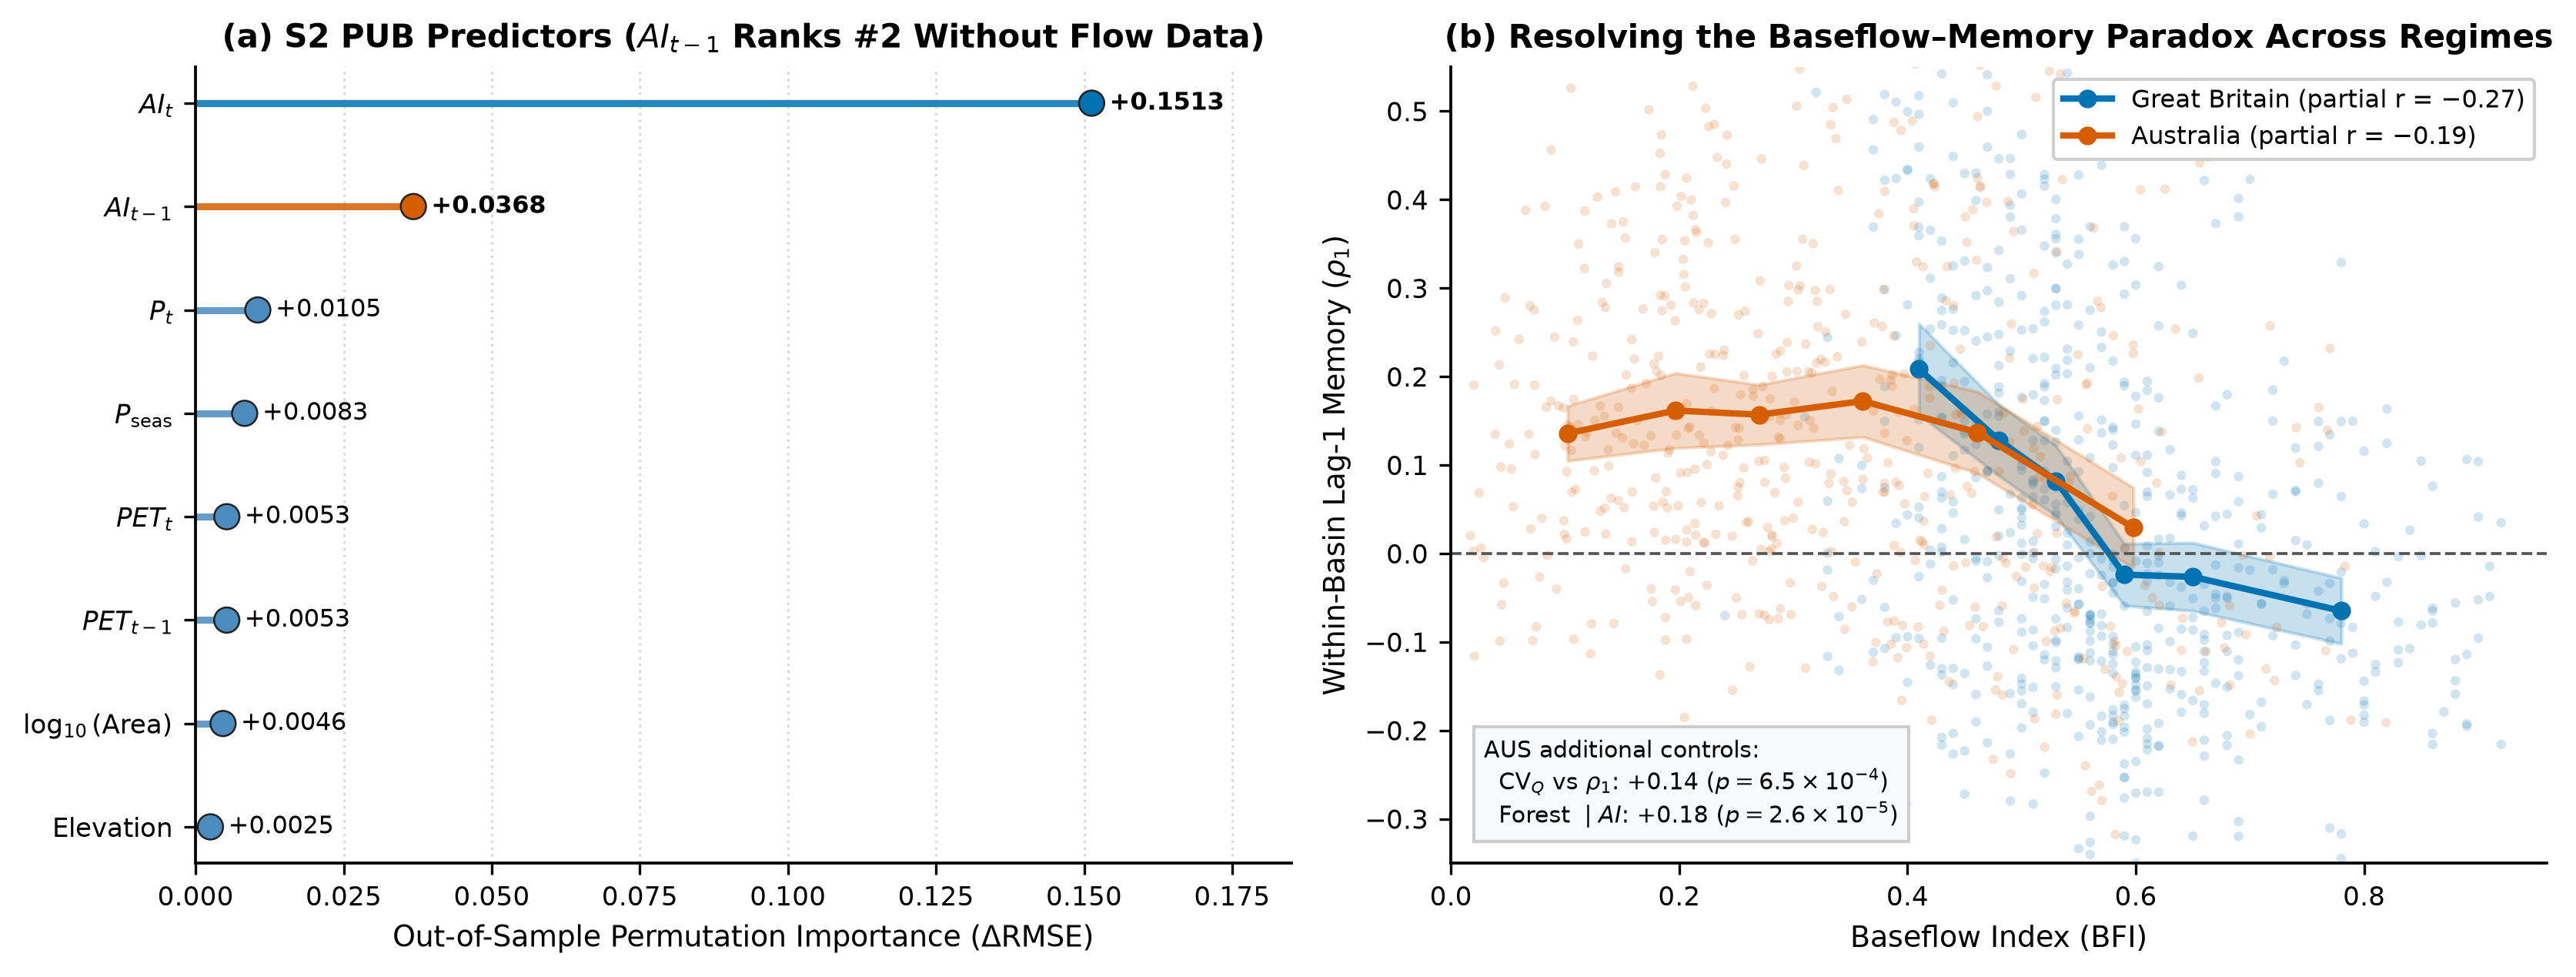 (a) S2 PUB Predictors (AIₜ₋₁ Ranks #2 Without Flow Data)
AIₜ
+0.1513
AIₜ₋₁
+0.0368
Pₜ
+0.0105
P_seas
+0.0083
PETₜ
+0.0053
PETₜ₋₁
+0.0053
log₁₀(Area)
+0.0046
Elevation
+0.0025
0.000 0.025 0.050 0.075 0.100 0.125 0.150 0.175
Out-of-Sample Permutation Importance (ΔRMSE)
(b) Resolving the Baseflow–Memory Paradox Across Regimes
Great Britain (partial r = −0.27)
Australia (partial r = −0.19)
Within-Basin Lag-1 Memory (ρ₁)
0.5
0.4
0.3
0.2
0.1
0.0
−0.1
−0.2
−0.3
AUS additional controls:
CV_Q vs ρ₁: +0.14 (p = 6.5 × 10⁻⁴)
Forest | AI: +0.18 (p = 2.6 × 10⁻⁵)
0.0 0.2 0.4 0.6 0.8
Baseflow Index (BFI)